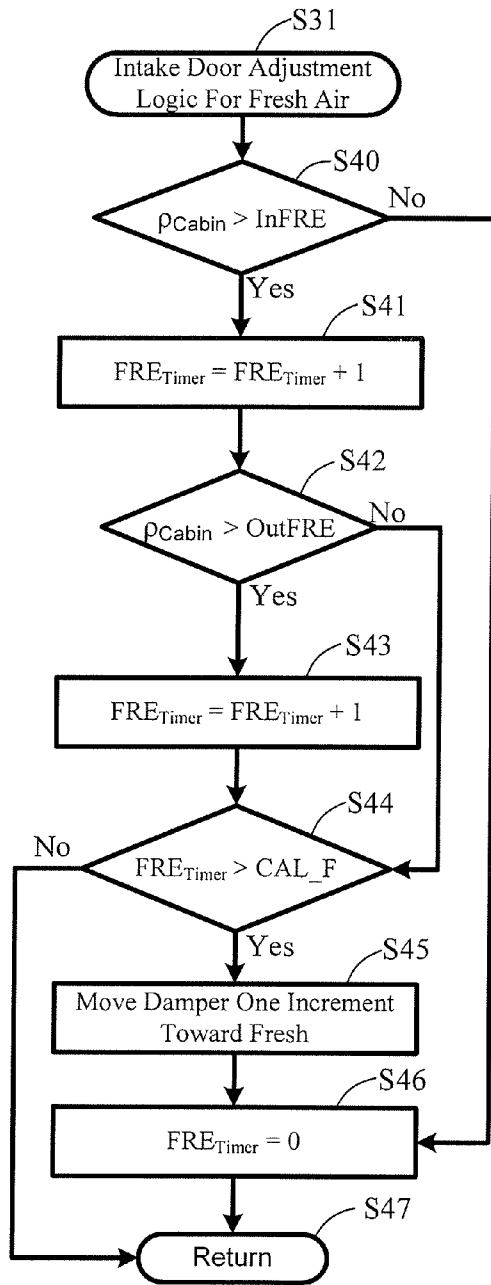 S31
Intake Door Adjustment
Logic For Fresh Air
S40
No
ρCabin > InFRE
Yes
S41
FRETimer = FRETimer + 1
S42
No
ρCabin > OutFRE
Yes
S43
FRETimer = FRETimer + 1
S44
No
FRETimer > CAL_F
Yes
S45
Move Damper One Increment
Toward Fresh
S46
FRETimer = 0
S47
Return